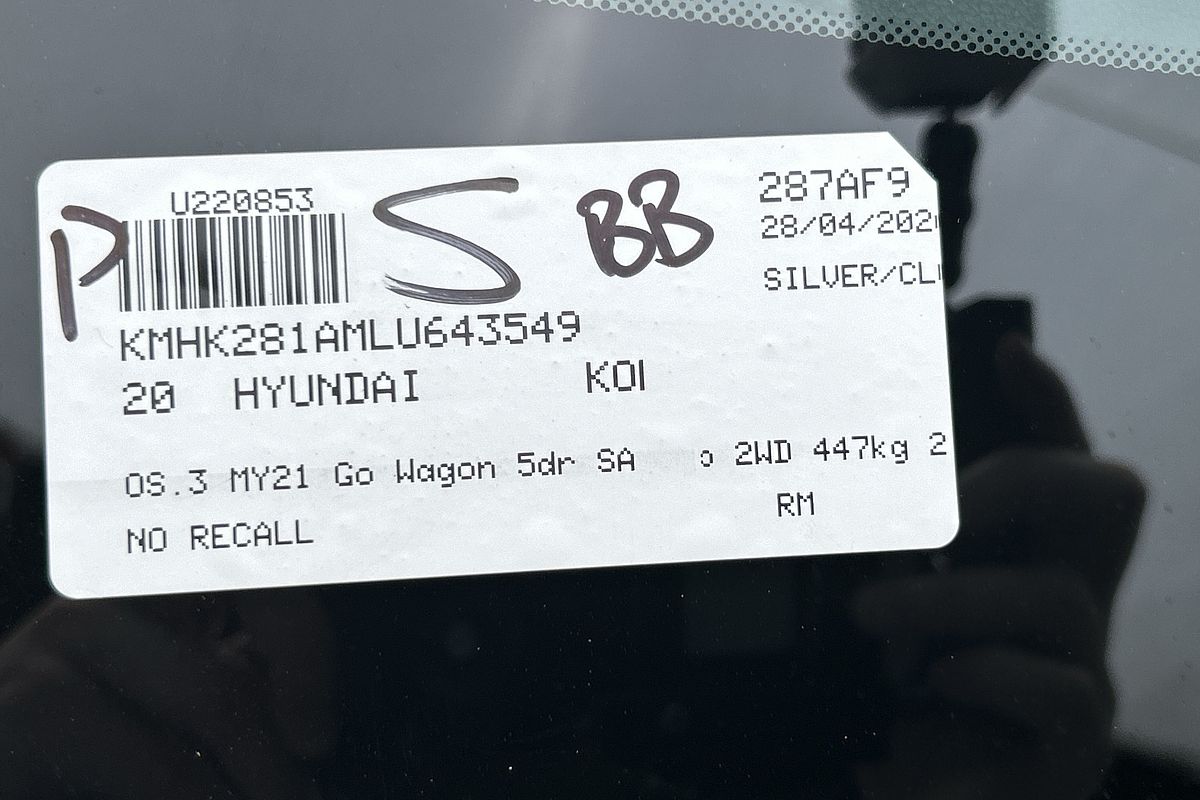 U220853
P S BB
287AF9
28/04/202
SILVER/CL
KMHK281AMLU643549
20 HYUNDAI KOI
OS.3 MY21 Go Wagon 5dr SA o 2WD 447kg 2
NO RECALL RM